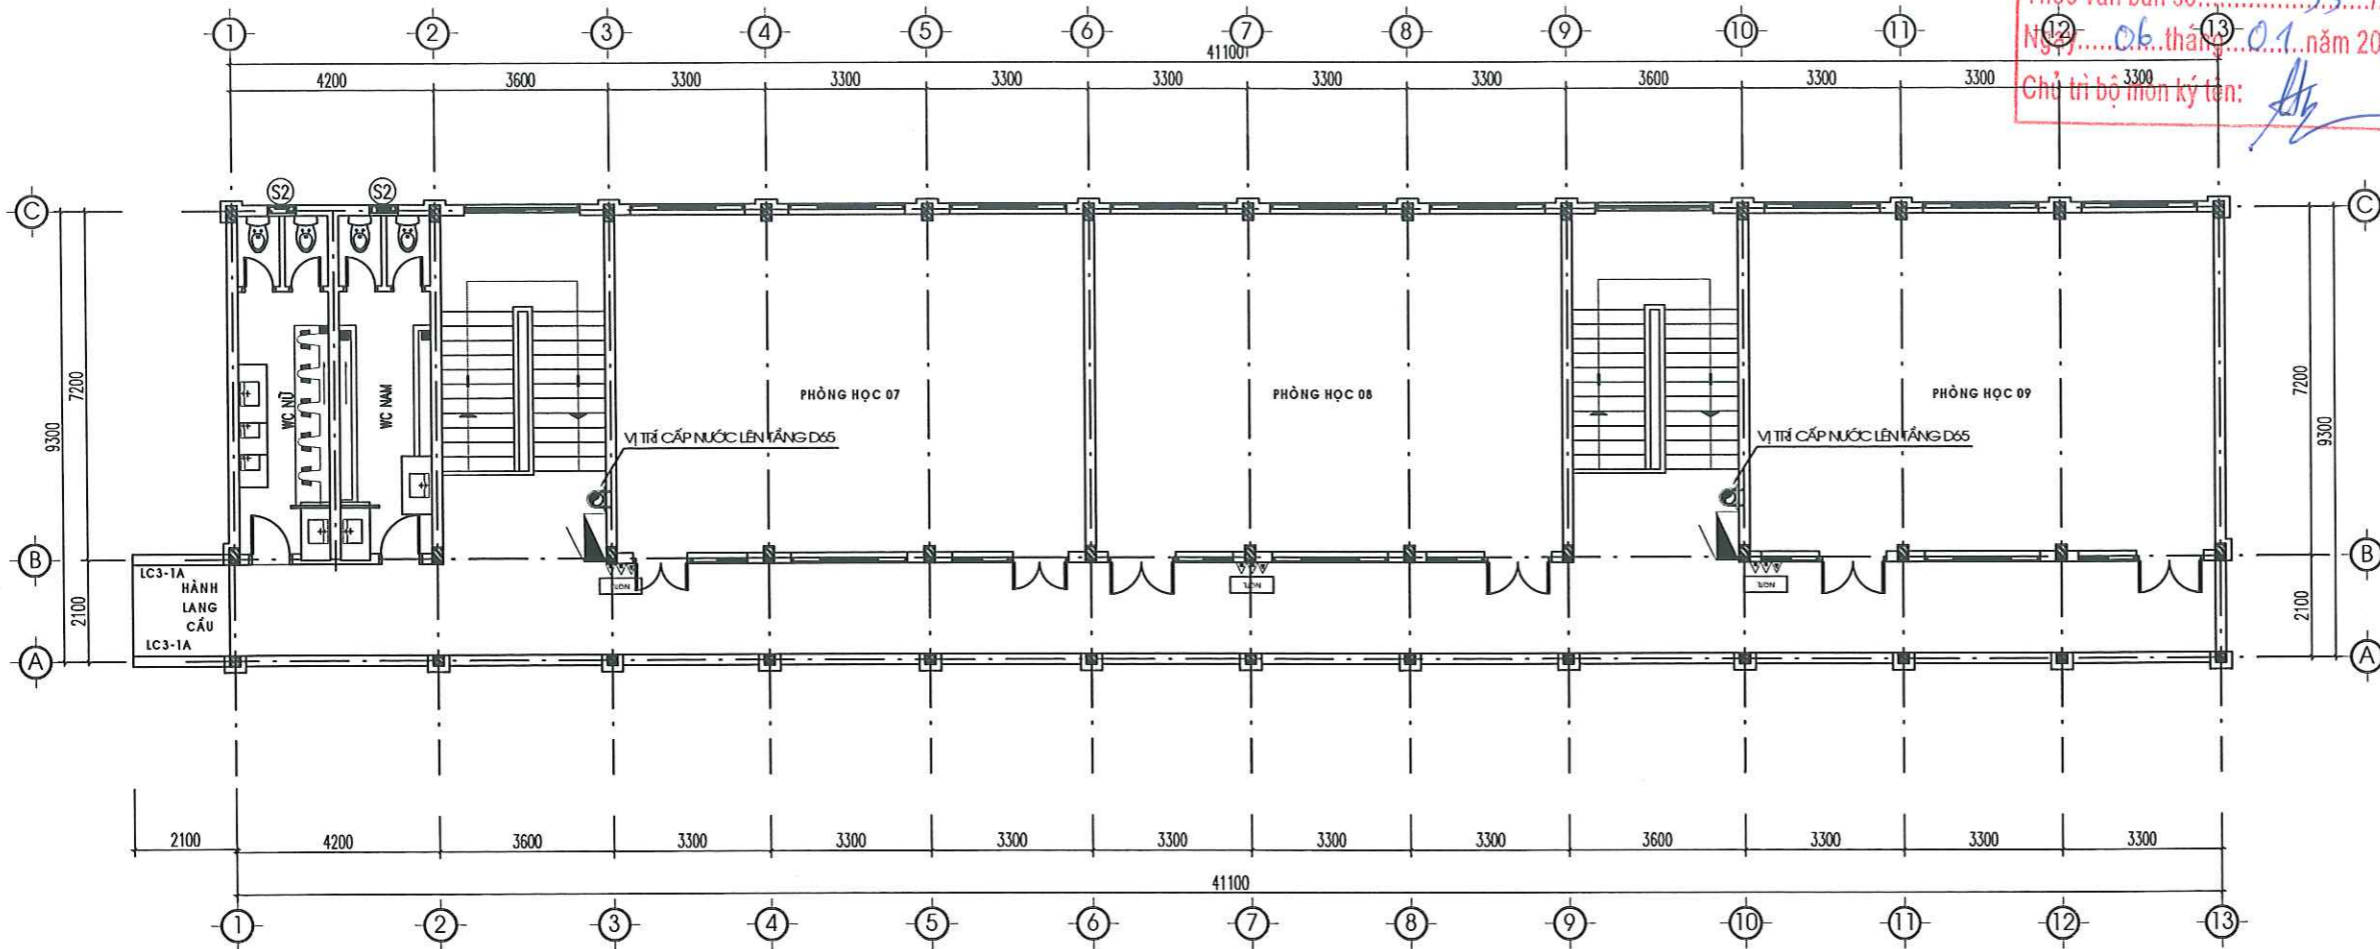 Ngày......06..tháng...01..năm 20
Chủ trì bộ môn ký tên:
1 2 3 4 5 6 7 8 9 10 11 12 13
41100
4200 3600 3300 3300 3300 3300 3300 3300 3600 3300 3300 3300
S2 S2
C C
7200 9300 7200 9300
WC NỮ
WC NAM
PHÒNG HỌC 07
PHÒNG HỌC 08
PHÒNG HỌC 09
VỊ TRÍ CẤP NƯỚC LÊN TẦNG D65
VỊ TRÍ CẤP NƯỚC LÊN TẦNG D65
B B
LC3-1A
HÀNH
LANG
CẦU
LC3-1A
2100 2100
A A
2100 4200 3600 3300 3300 3300 3300 3300 3300 3600 3300 3300 3300
41100
1 2 3 4 5 6 7 8 9 10 11 12 13